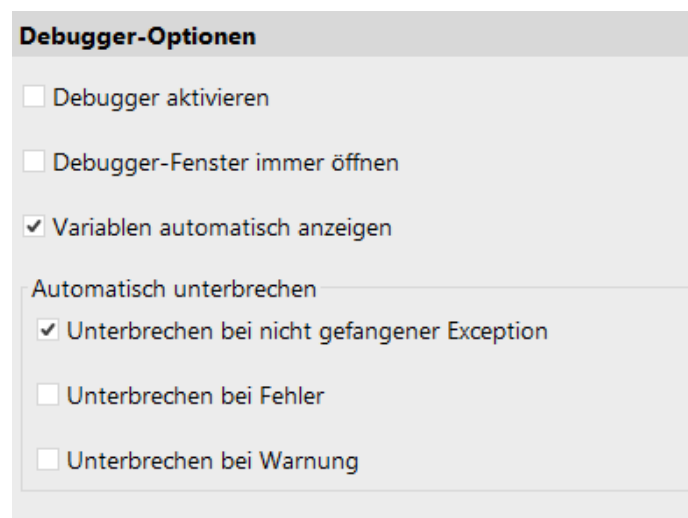 Debugger-Optionen
Debugger aktivieren
Debugger-Fenster immer öffnen
Variablen automatisch anzeigen
Automatisch unterbrechen
Unterbrechen bei nicht gefangener Exception
Unterbrechen bei Fehler
Unterbrechen bei Warnung